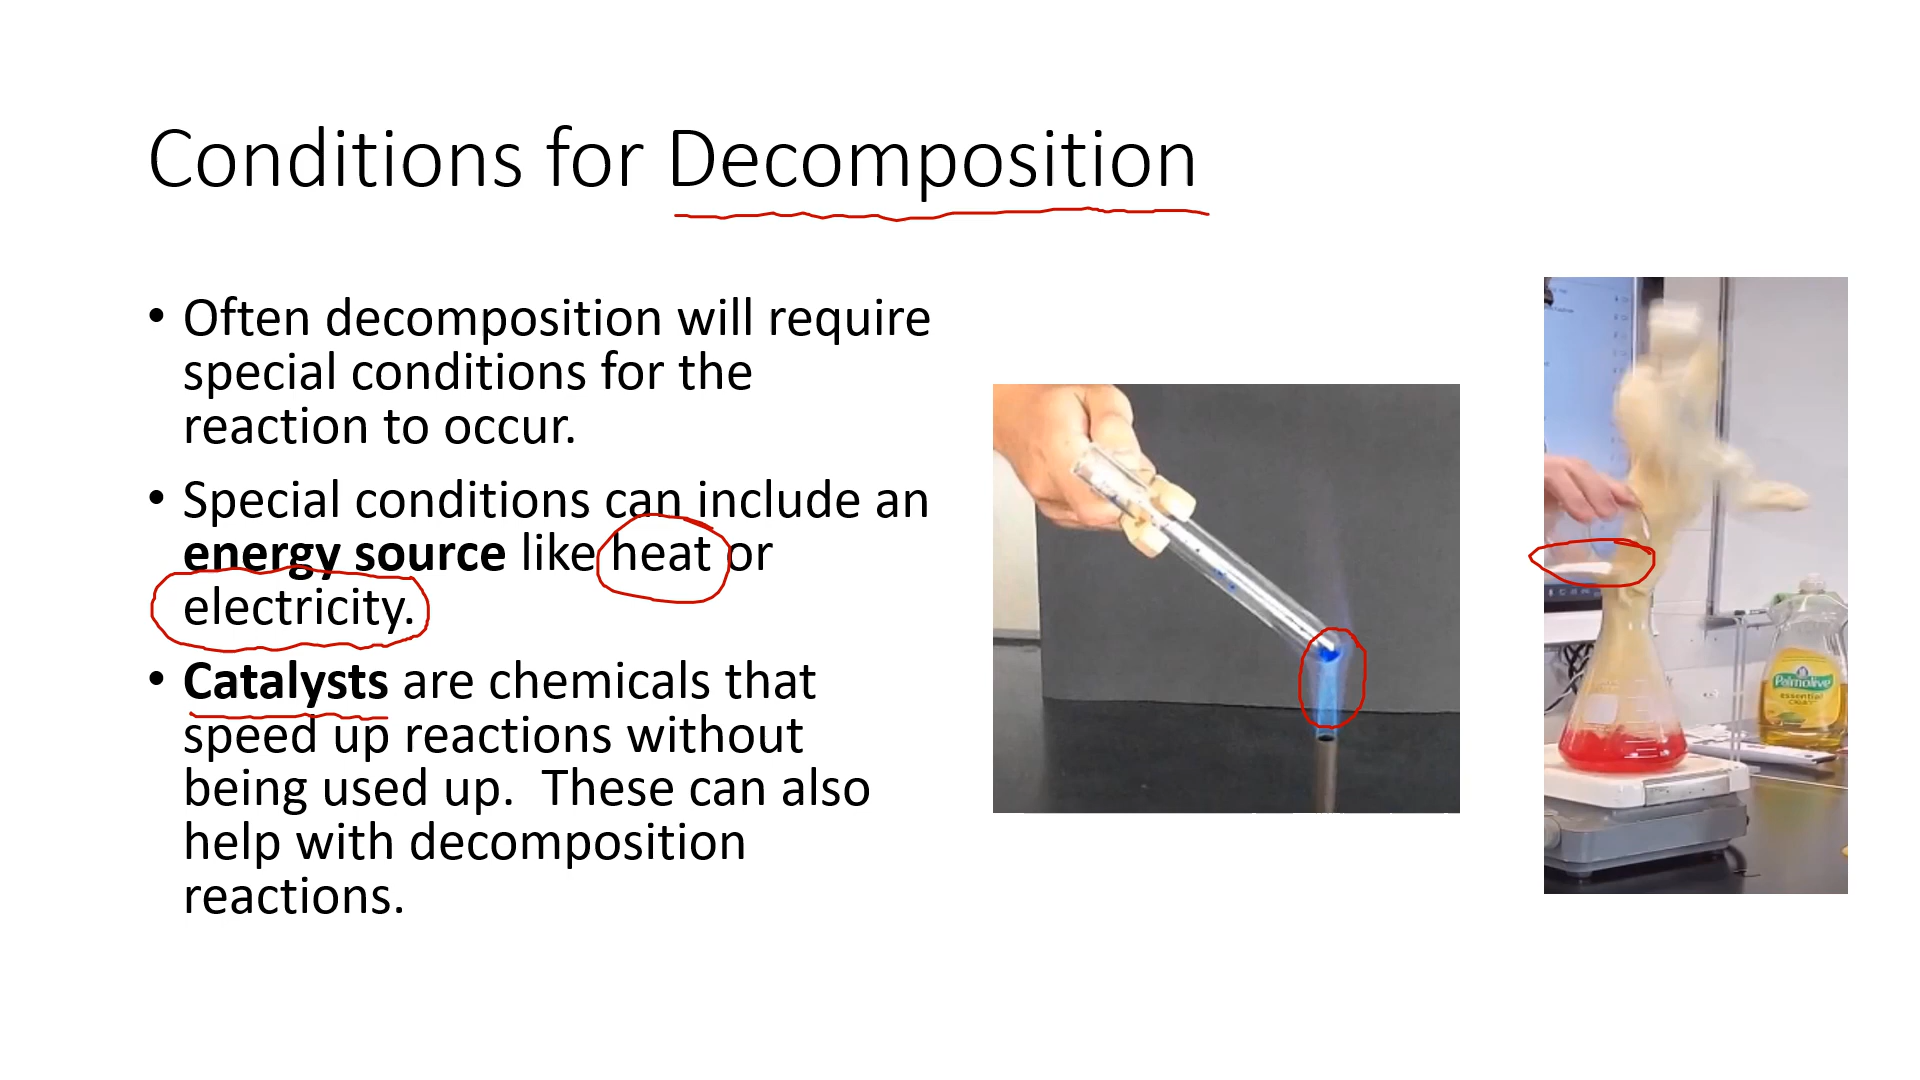 Conditions for Decomposition
• Often decomposition will require
special conditions for the
reaction to occur.
• Special conditions can include an
energy source like heat or
electricity.
• Catalysts are chemicals that
speed up reactions without
being used up.  These can also
help with decomposition
reactions.
Palmolive
essential